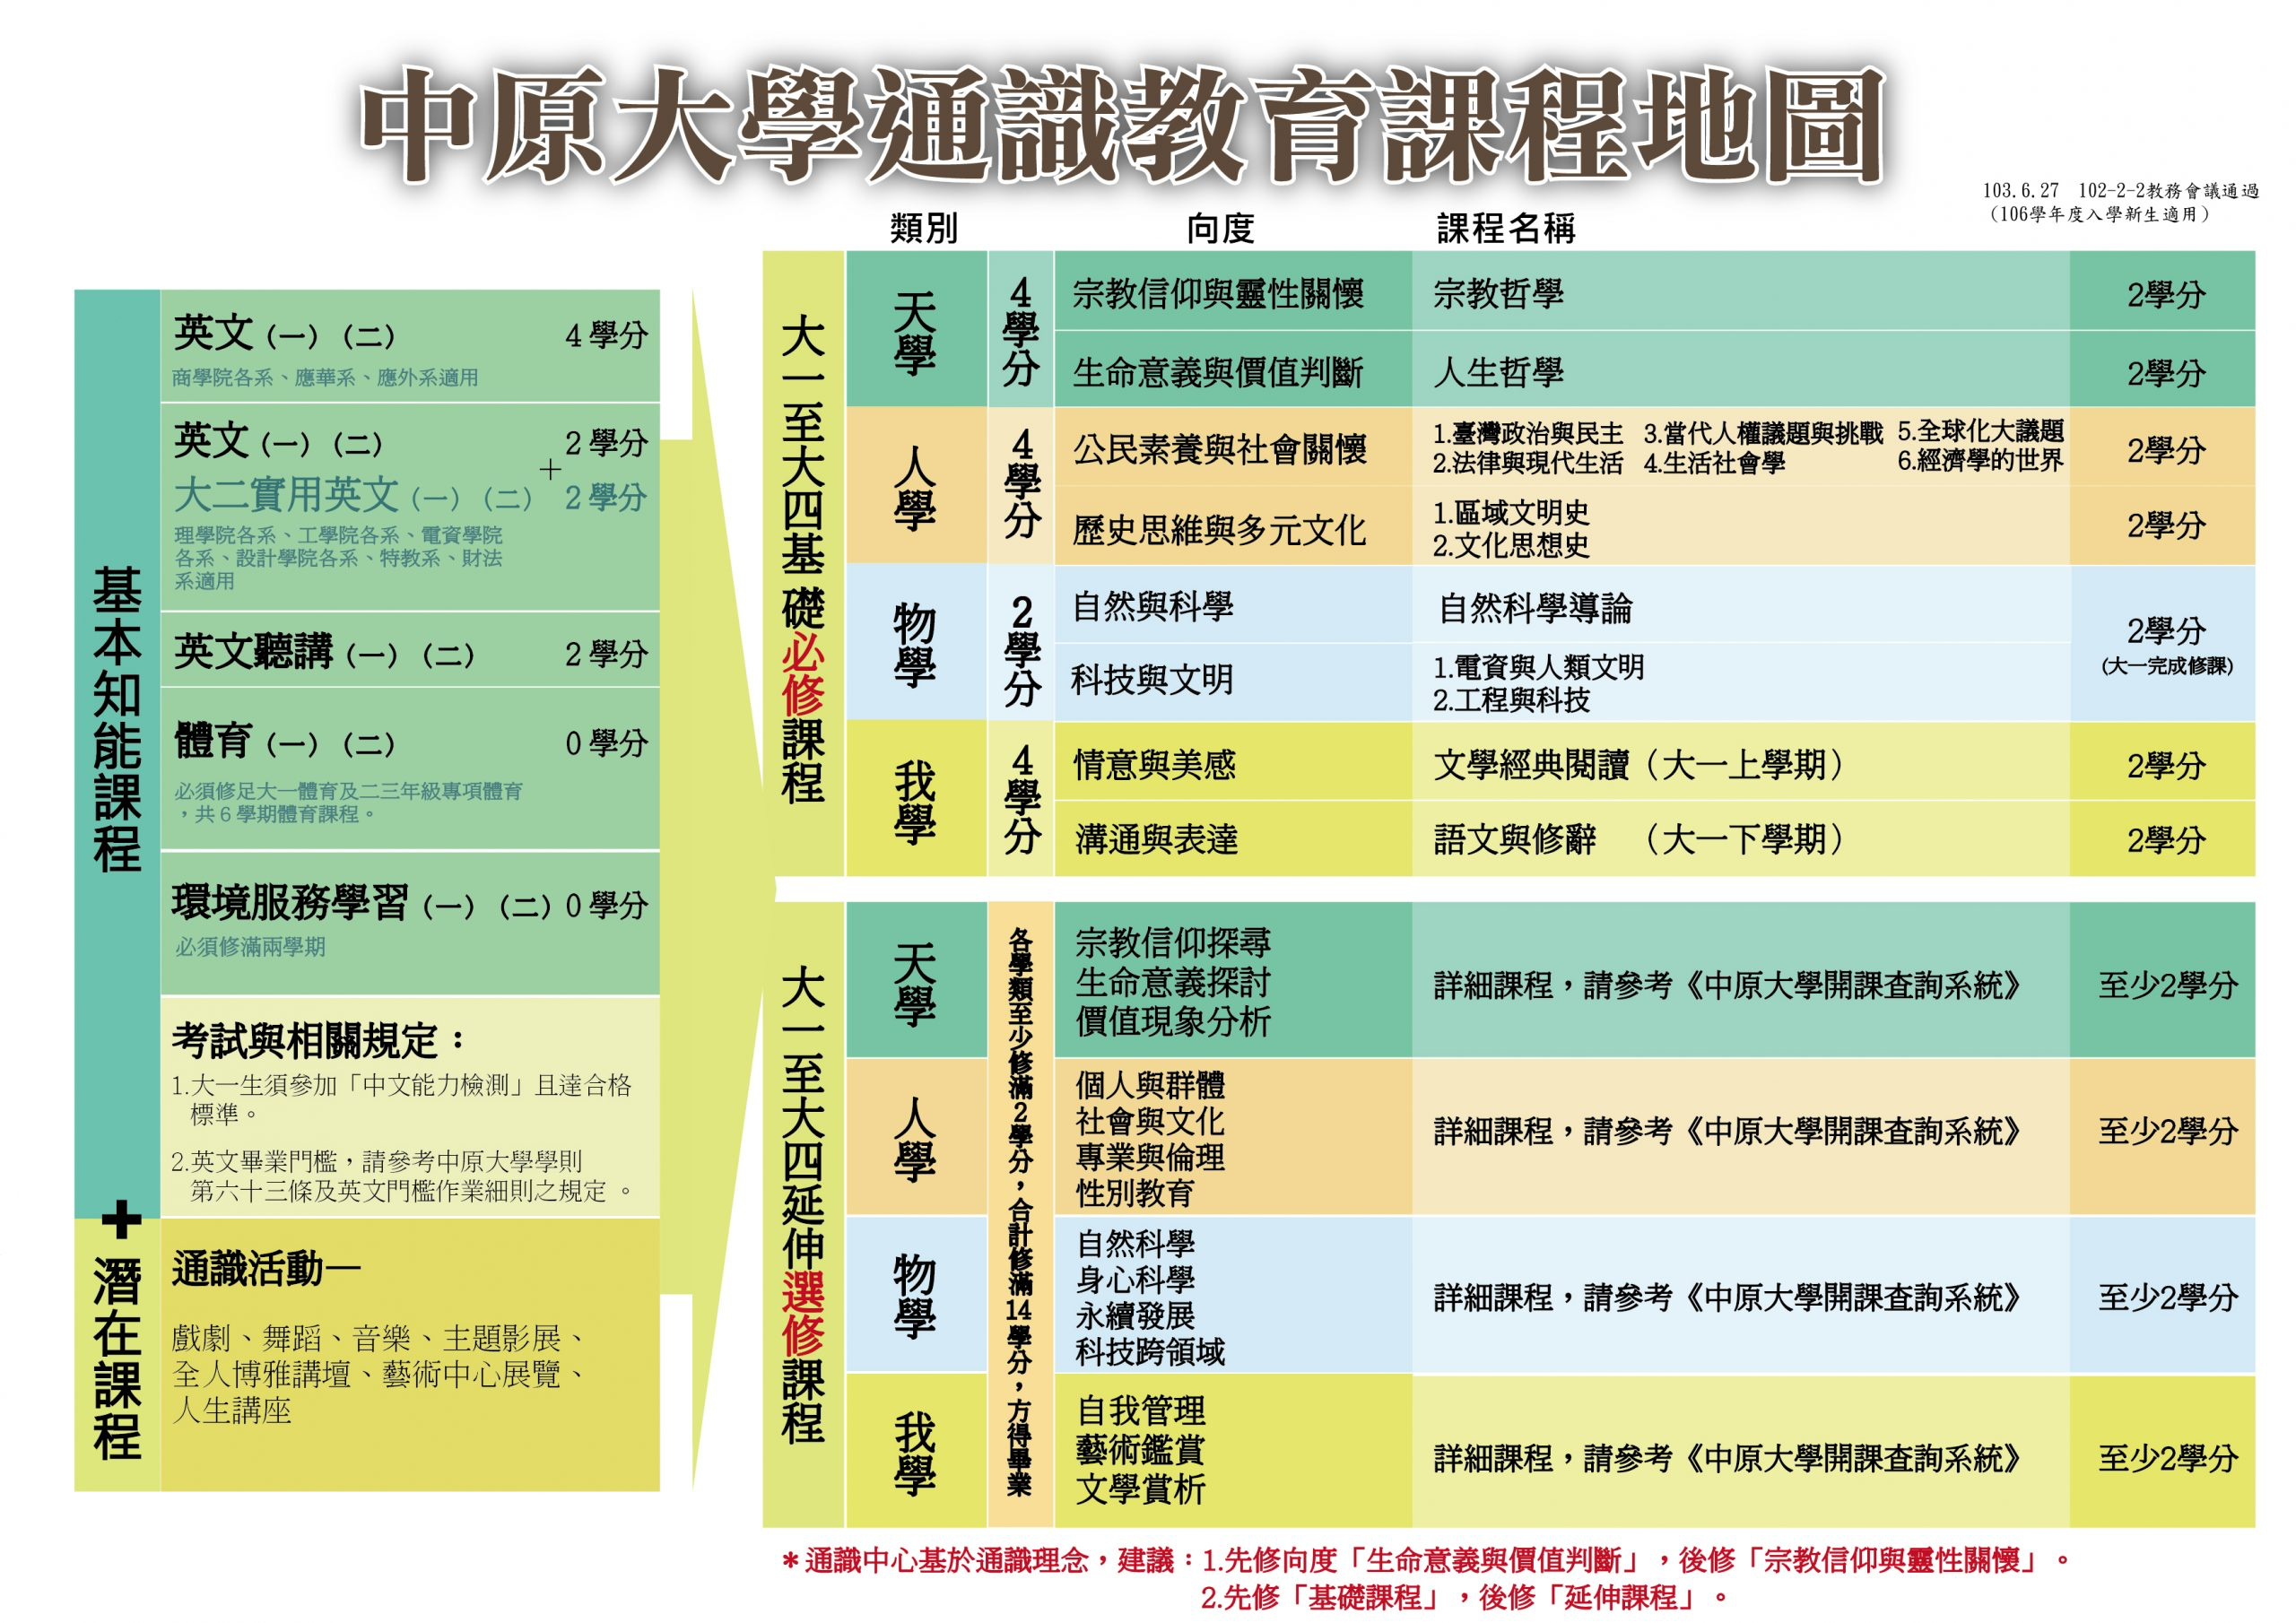 中原大學通識教育課程地圖
103.6.27 102-2-2教務會議通過
（106學年度入學新生適用）
基本知能課程
英文（一）（二） 4 學分
商學院各系、應華系、應外系適用
英文（一）（二） 2 學分
+
大二實用英文（一）（二） 2 學分
理學院各系、工學院各系、電資學院
各系、設計學院各系、特教系、財法
系適用
英文聽講（一）（二） 2 學分
體育（一）（二） 0 學分
必須修足大一體育及二三年級專項體育
，共 6 學期體育課程。
環境服務學習（一）（二） 0 學分
必須修滿兩學期
考試與相關規定：
1.大一生須參加「中文能力檢測」且達合格
標準。
2.英文畢業門檻，請參考中原大學學則
第六十三條及英文門檻作業細則之規定 。
+
潛在課程
通識活動—
戲劇、舞蹈、音樂、主題影展、
全人博雅講壇、藝術中心展覽、
人生講座
類別 向度 課程名稱
大一至大四基礎必修課程
天學 4學分
宗教信仰與靈性關懷 宗教哲學 2學分
生命意義與價值判斷 人生哲學 2學分
人學 4學分
公民素養與社會關懷
1.臺灣政治與民主 3.當代人權議題與挑戰 5.全球化大議題
2.法律與現代生活 4.生活社會學 6.經濟學的世界
2學分
歷史思維與多元文化
1.區域文明史
2.文化思想史
2學分
物學 2學分
自然與科學 自然科學導論
科技與文明
1.電資與人類文明
2.工程與科技
2學分
(大一完成修課)
我學 4學分
情意與美感 文學經典閱讀（大一上學期） 2學分
溝通與表達 語文與修辭 （大一下學期） 2學分
大一至大四延伸選修課程
各學類至少修滿2學分，合計修滿14學分，方得畢業
天學
宗教信仰探尋
生命意義探討
價值現象分析
詳細課程，請參考《中原大學開課查詢系統》 至少2學分
人學
個人與群體
社會與文化
專業與倫理
性別教育
詳細課程，請參考《中原大學開課查詢系統》 至少2學分
物學
自然科學
身心科學
永續發展
科技跨領域
詳細課程，請參考《中原大學開課查詢系統》 至少2學分
我學
自我管理
藝術鑑賞
文學賞析
詳細課程，請參考《中原大學開課查詢系統》 至少2學分
＊通識中心基於通識理念，建議：1.先修向度「生命意義與價值判斷」，後修「宗教信仰與靈性關懷」。
2.先修「基礎課程」，後修「延伸課程」。